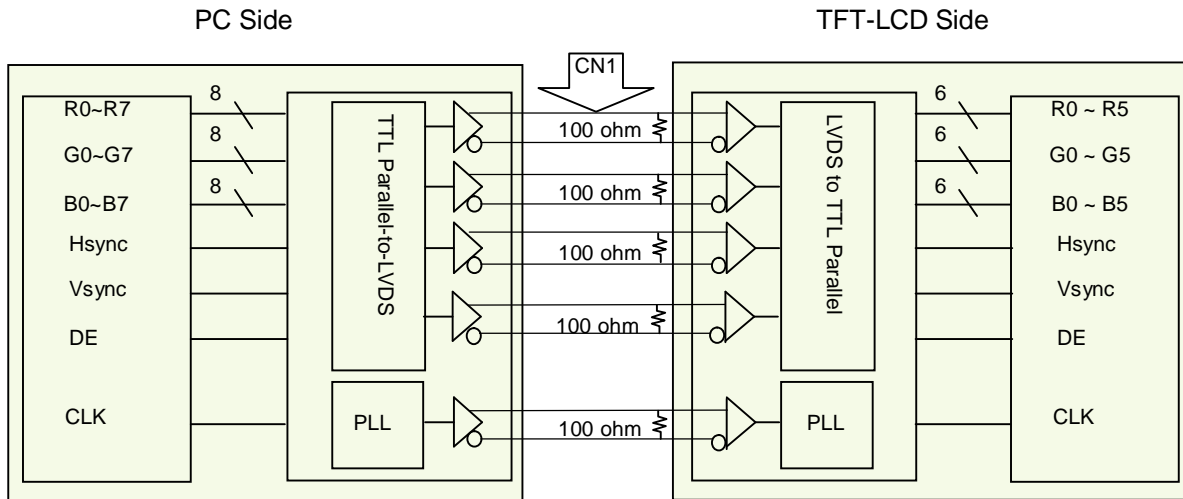 PC Side
TFT-LCD Side
CN1
R0~R7
8
G0~G7
8
B0~B7
8
Hsync
Vsync
DE
CLK
TTL Parallel-to-LVDS
PLL
100 ohm
100 ohm
100 ohm
100 ohm
100 ohm
LVDS to TTL Parallel
PLL
6
R0 ~ R5
6
G0 ~ G5
6
B0 ~ B5
Hsync
Vsync
DE
CLK